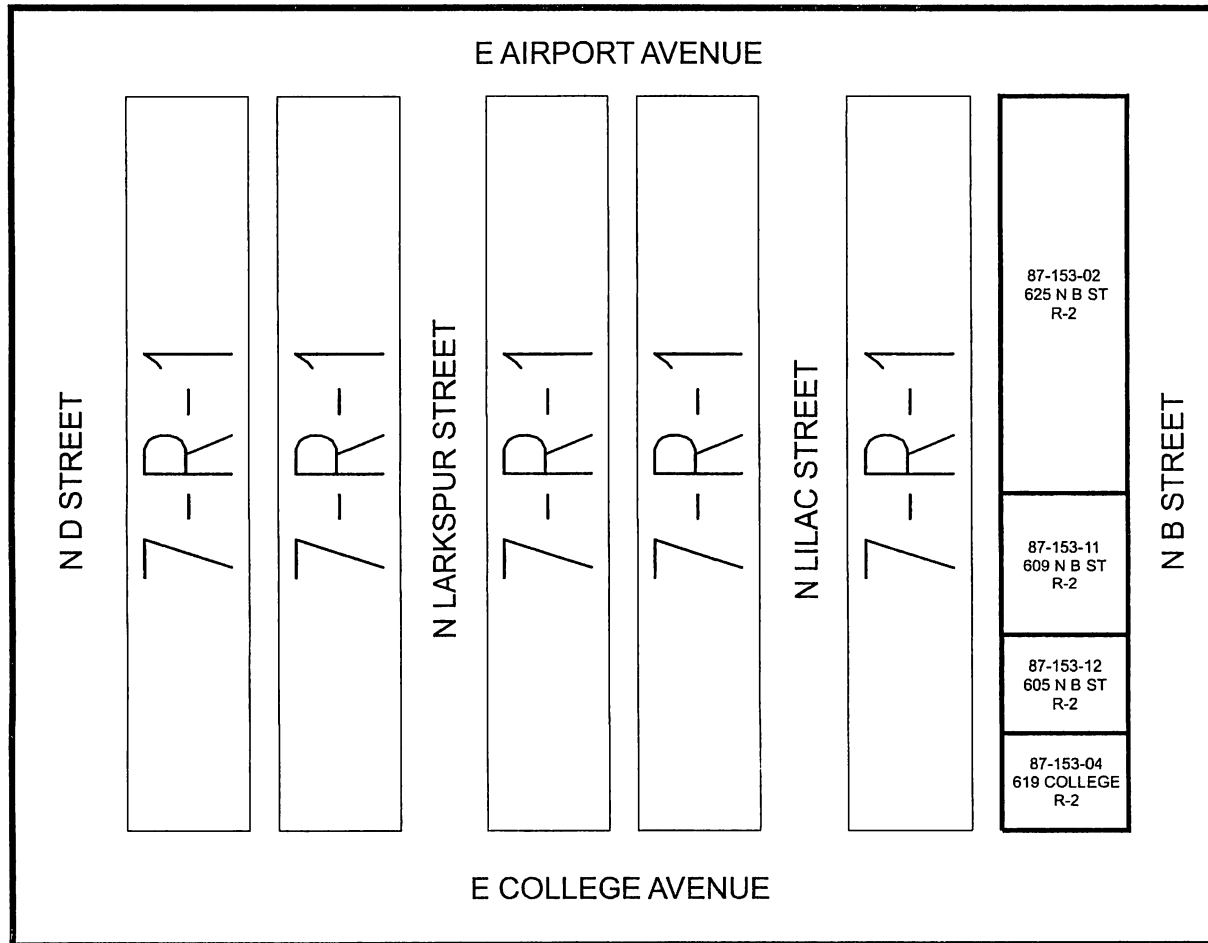 E AIRPORT AVENUE
N D STREET
7-R-1
7-R-1
N LARKSPUR STREET
7-R-1
7-R-1
N LILAC STREET
7-R-1
87-153-02
625 N B ST
R-2
87-153-11
609 N B ST
R-2
87-153-12
605 N B ST
R-2
87-153-04
619 COLLEGE
R-2
N B STREET
E COLLEGE AVENUE